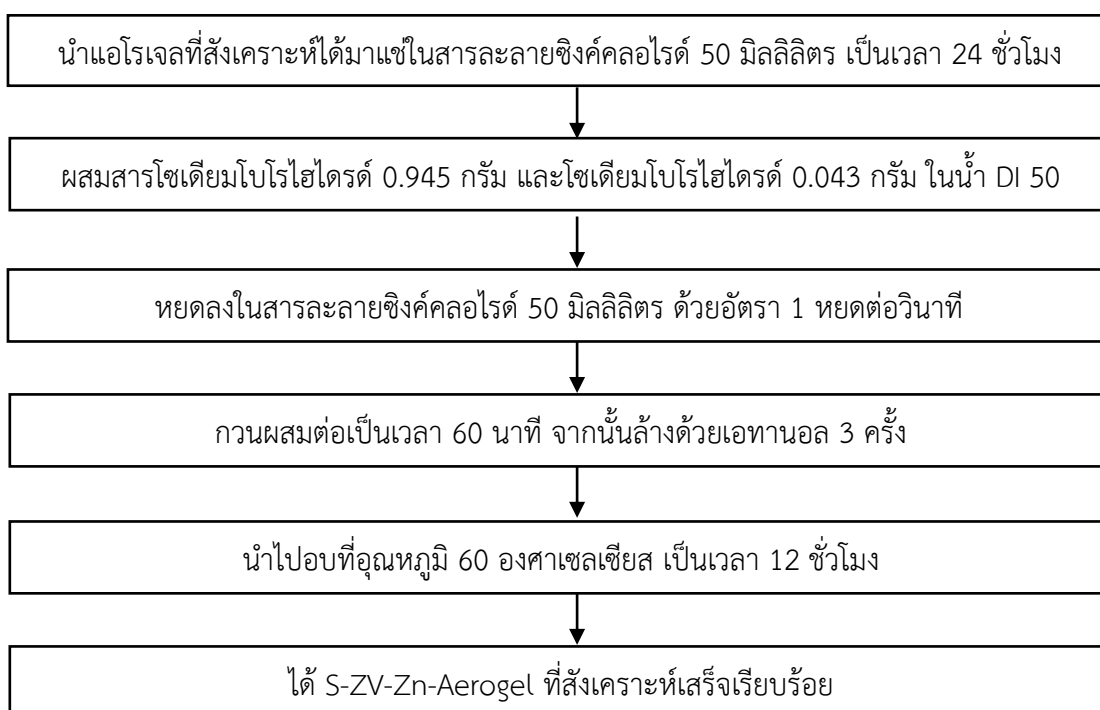 นำแอโรเจลที่สังเคราะห์ได้มาแช่ในสารละลายซิงค์คลอไรด์ 50 มิลลิลิตร เป็นเวลา 24 ชั่วโมง
ผสมสารโซเดียมโบโรไฮไดรด์ 0.945 กรัม และโซเดียมโบโรไฮไดรด์ 0.043 กรัม ในน้ำ DI 50
หยดลงในสารละลายซิงค์คลอไรด์ 50 มิลลิลิตร ด้วยอัตรา 1 หยดต่อวินาที
กวนผสมต่อเป็นเวลา 60 นาที จากนั้นล้างด้วยเอทานอล 3 ครั้ง
นำไปอบที่อุณหภูมิ 60 องศาเซลเซียส เป็นเวลา 12 ชั่วโมง
ได้ S-ZV-Zn-Aerogel ที่สังเคราะห์เสร็จเรียบร้อย